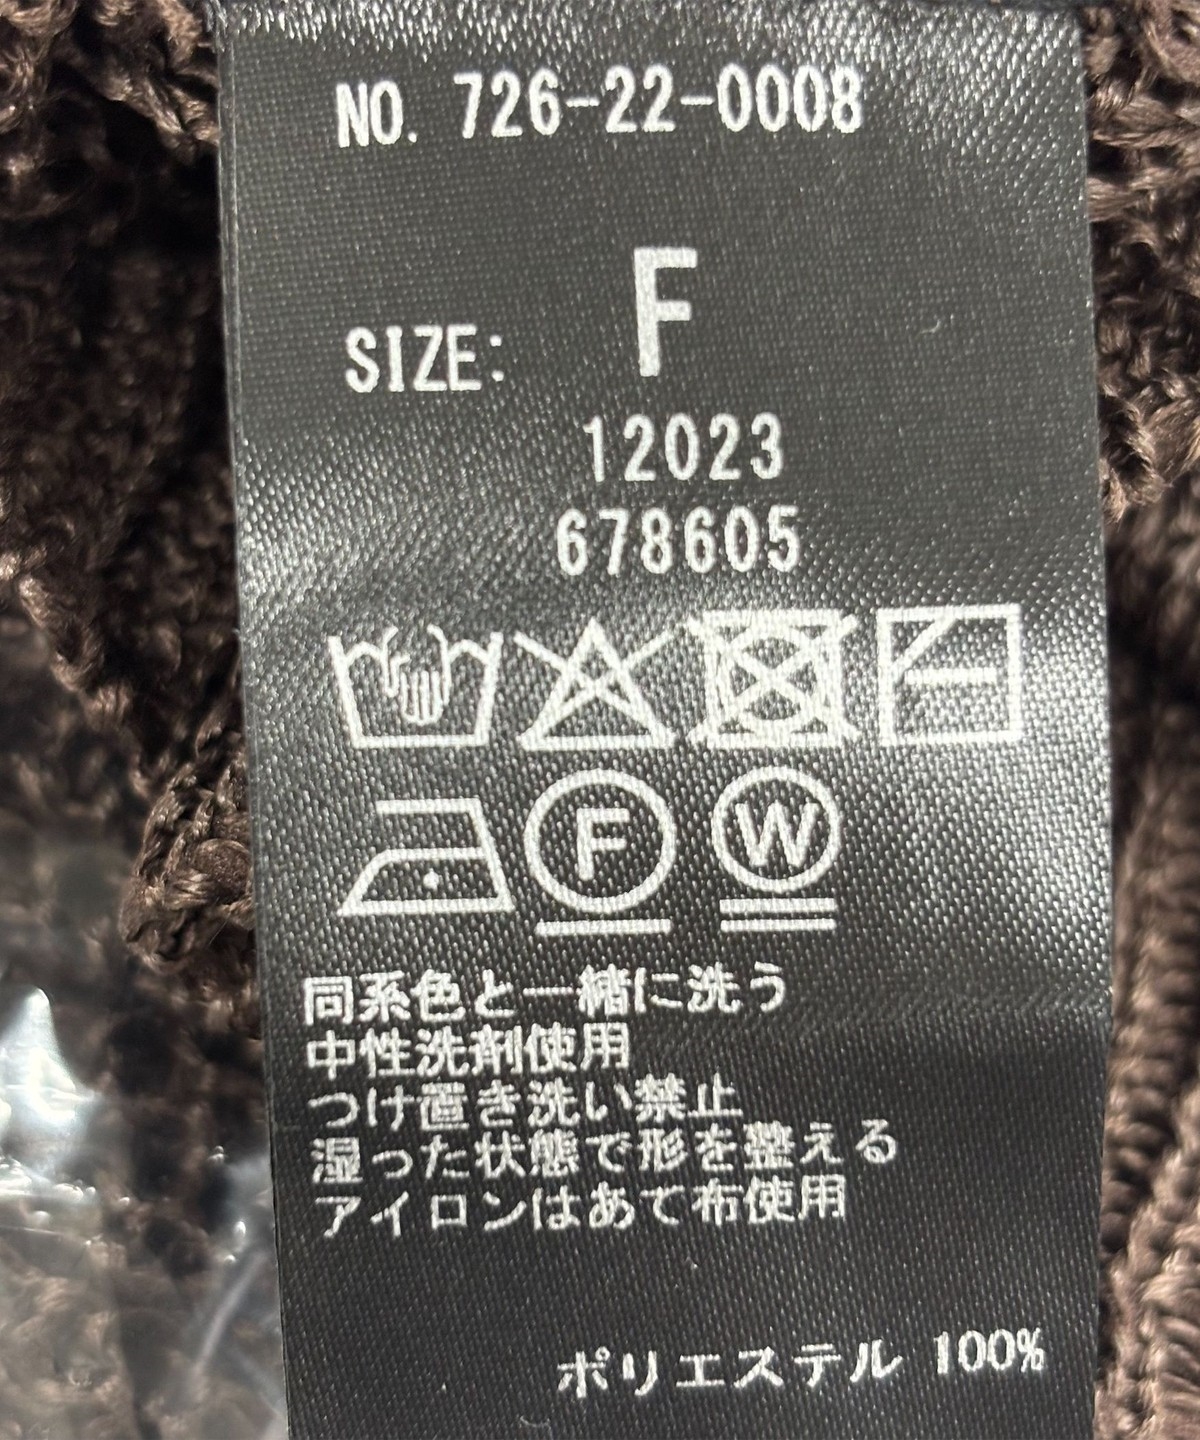 NO. 726-22-0008
SIZE: F
12023
678605
F W
同系色と一緒に洗う
中性洗剤使用
つけ置き洗い禁止
湿った状態で形を整える
アイロンはあて布使用
ポリエステル 100%